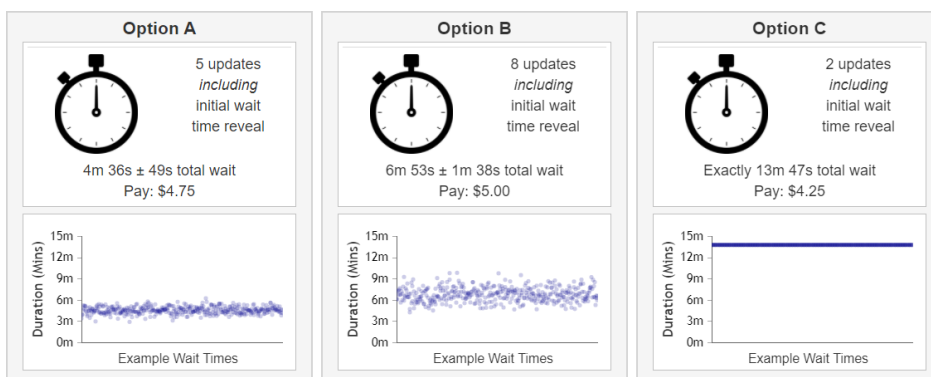 Option A
5 updates
including
initial wait
time reveal
4m 36s ± 49s total wait
Pay: $4.75
Duration (Mins)
15m
12m
9m
6m
3m
0m
Example Wait Times
Option B
8 updates
including
initial wait
time reveal
6m 53s ± 1m 38s total wait
Pay: $5.00
Duration (Mins)
15m
12m
9m
6m
3m
0m
Example Wait Times
Option C
2 updates
including
initial wait
time reveal
Exactly 13m 47s total wait
Pay: $4.25
Duration (Mins)
15m
12m
9m
6m
3m
0m
Example Wait Times